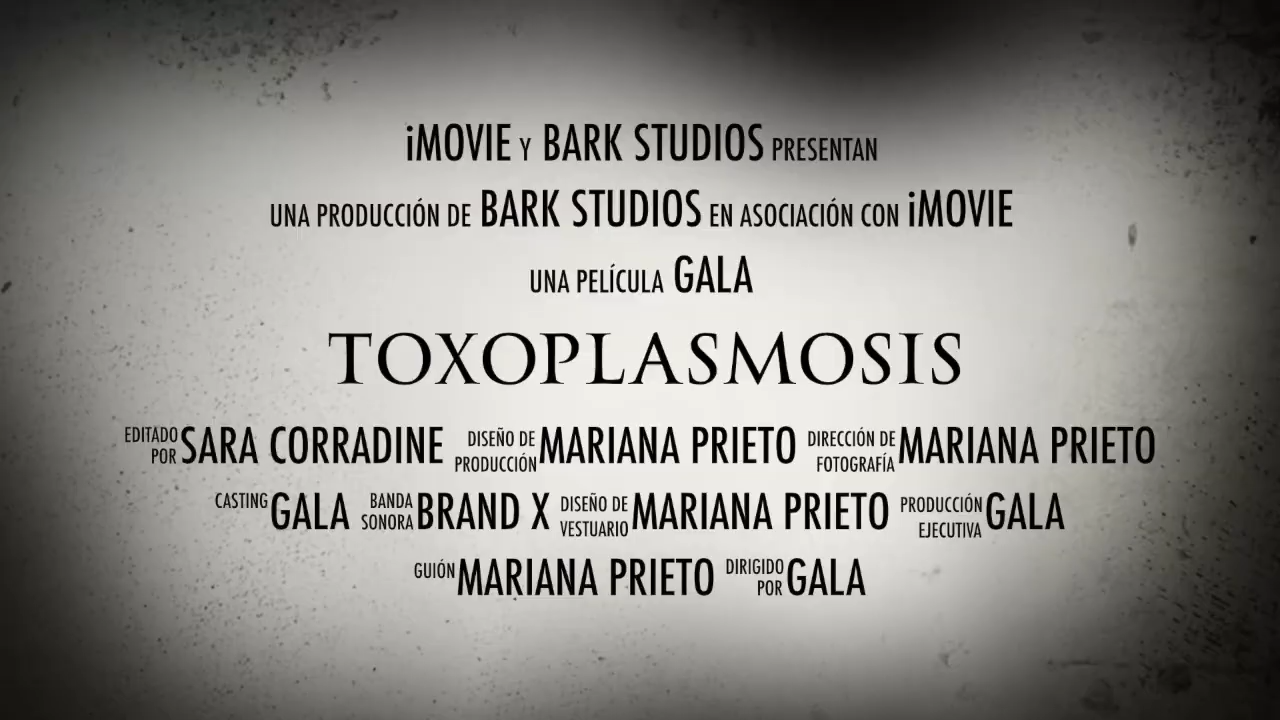 iMOVIE Y BARK STUDIOS PRESENTAN
UNA PRODUCCIÓN DE BARK STUDIOS EN ASOCIACIÓN CON iMOVIE
UNA PELÍCULA GALA
TOXOPLASMOSIS
EDITADO POR SARA CORRADINE DISEÑO DE PRODUCCIÓN MARIANA PRIETO DIRECCIÓN DE FOTOGRAFÍA MARIANA PRIETO
CASTING GALA BANDA SONORA BRAND X DISEÑO DE VESTUARIO MARIANA PRIETO PRODUCCIÓN EJECUTIVA GALA
GUIÓN MARIANA PRIETO DIRIGIDO POR GALA